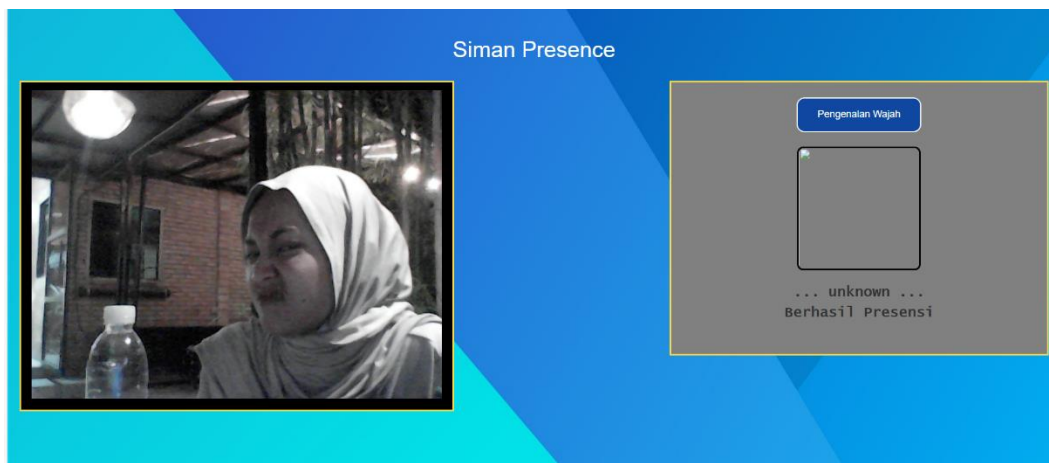 Siman Presence
Pengenalan Wajah
... unknown ...
Berhasil Presensi